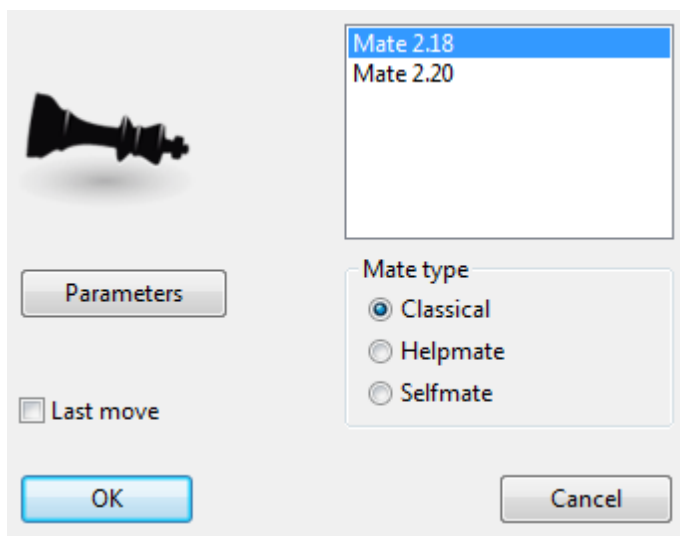 Mate 2.18
Mate 2.20
Parameters
Mate type
Classical
Helpmate
Selfmate
Last move
OK
Cancel